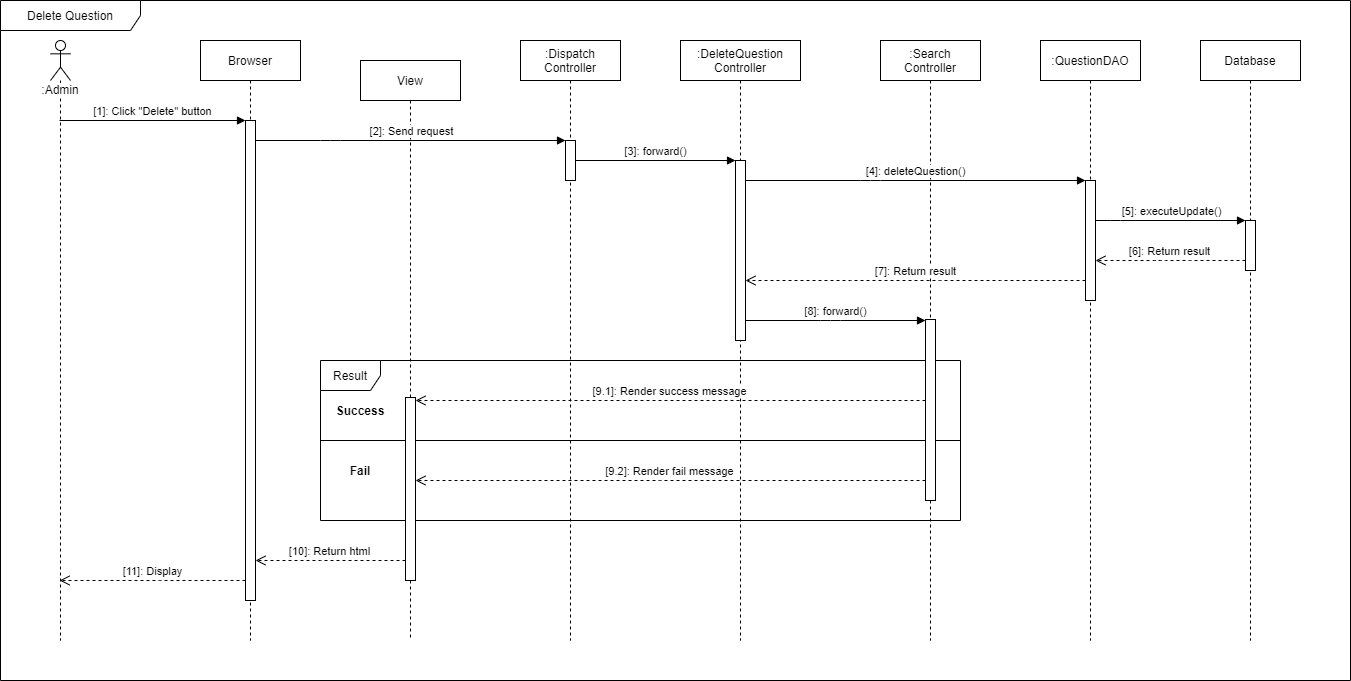 Delete Question
:Admin
Browser
View
:Dispatch
Controller
:DeleteQuestion
Controller
:Search
Controller
:QuestionDAO
Database
[1]: Click "Delete" button
[2]: Send request
[3]: forward()
[4]: deleteQuestion()
[5]: executeUpdate()
[6]: Return result
[7]: Return result
[8]: forward()
Result
[9.1]: Render success message
Success
[9.2]: Render fail message
Fail
[10]: Return html
[11]: Display